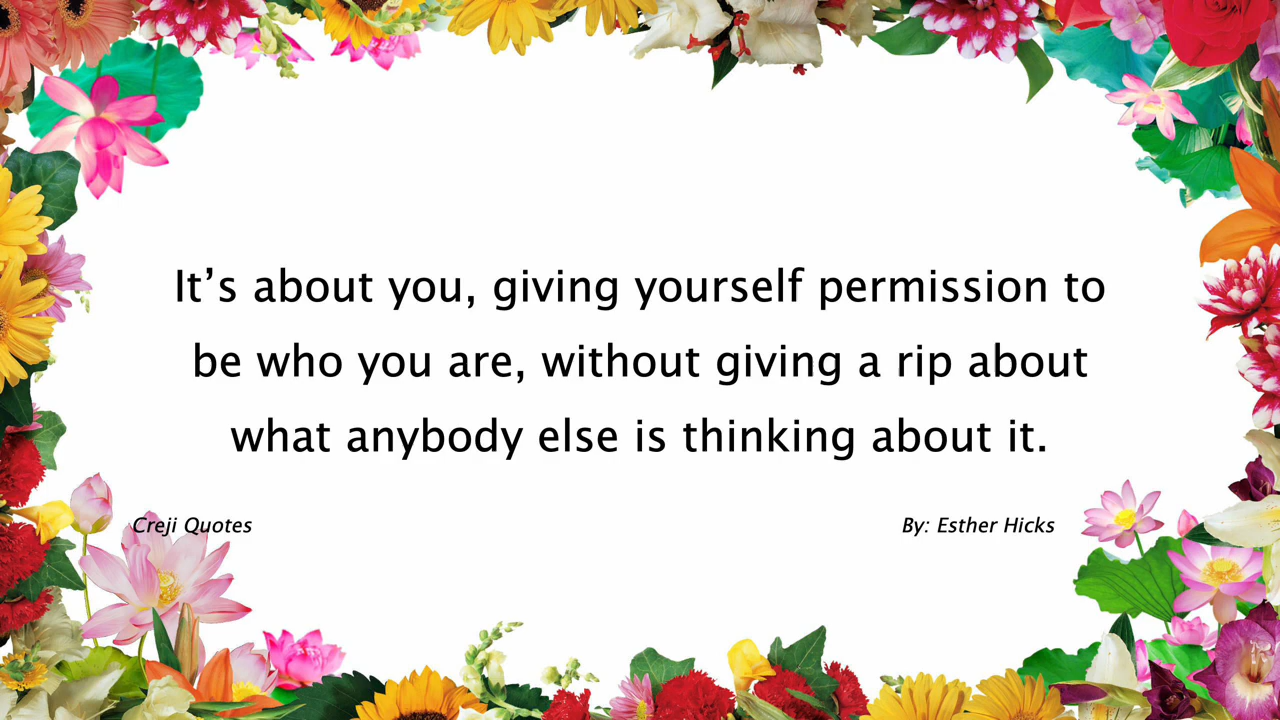 It’s about you, giving yourself permission to
be who you are, without giving a rip about
what anybody else is thinking about it.
Creji Quotes
By: Esther Hicks